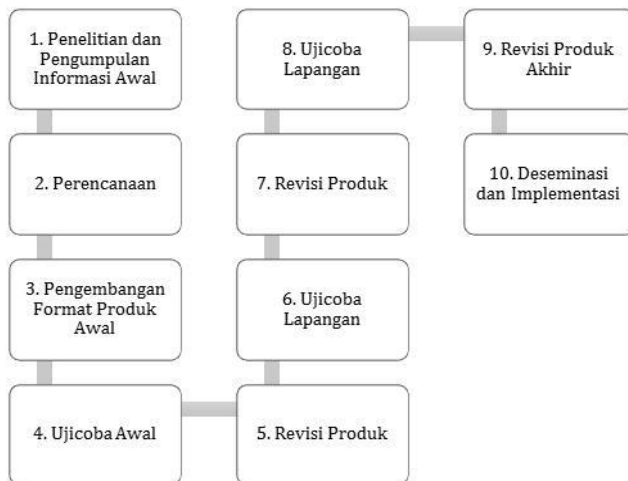 1. Penelitian dan
Pengumpulan
Informasi Awal
2. Perencanaan
3. Pengembangan
Format Produk
Awal
4. Ujicoba Awal
5. Revisi Produk
6. Ujicoba
Lapangan
7. Revisi Produk
8. Ujicoba
Lapangan
9. Revisi Produk
Akhir
10. Deseminasi
dan Implementasi